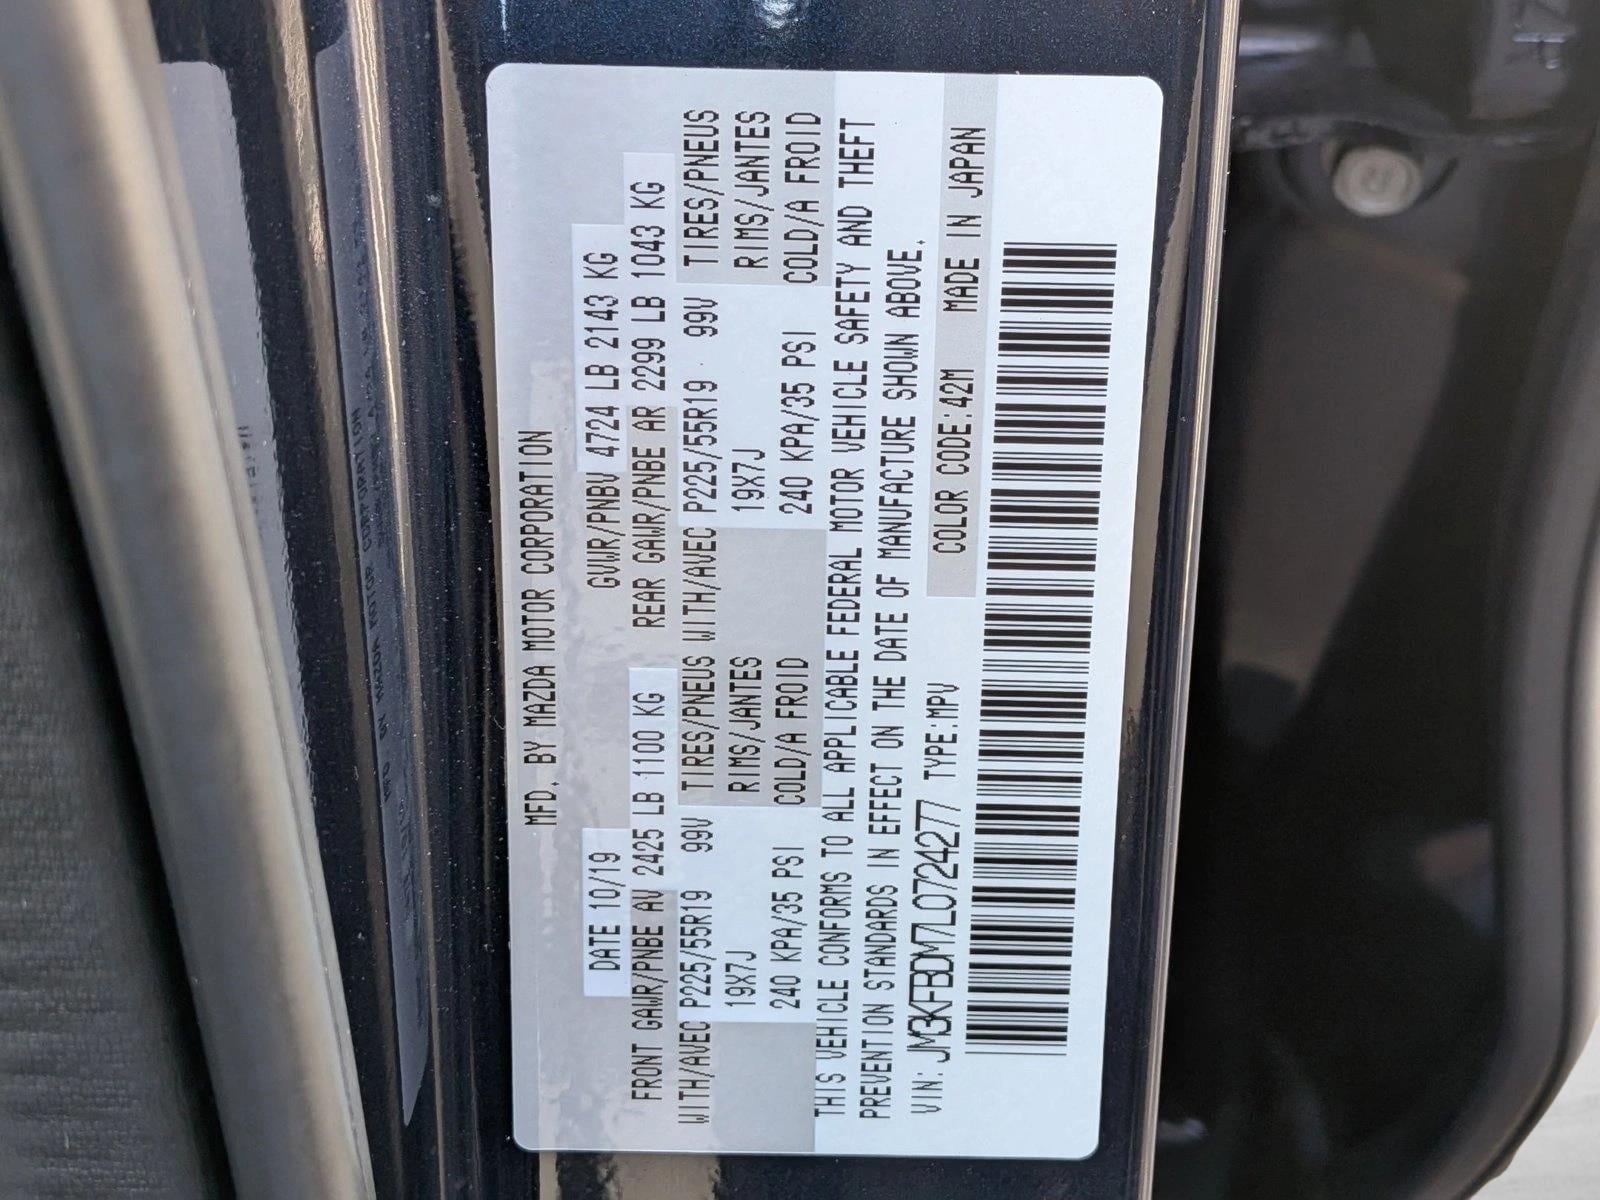 MFD. BY MAZDA MOTOR CORPORATION
DATE 10/19 GVWR/PNBV 4724 LB 2143 KG
FRONT GAWR/PNBE AV 2425 LB 1100 KG REAR GAWR/PNBE AR 2299 LB 1043 KG
WITH/AVEC P225/55R19 99V TIRES/PNEUS WITH/AVEC P225/55R19 99V TIRES/PNEUS
19X7J RIMS/JANTES 19X7J RIMS/JANTES
240 KPA/35 PSI COLD/A FROID 240 KPA/35 PSI COLD/A FROID
THIS VEHICLE CONFORMS TO ALL APPLICABLE FEDERAL MOTOR VEHICLE SAFETY AND THEFT
PREVENTION STANDARDS IN EFFECT ON THE DATE OF MANUFACTURE SHOWN ABOVE.
VIN: JM3KFBDM7L0724277 TYPE:MPV COLOR CODE:42M MADE IN JAPAN